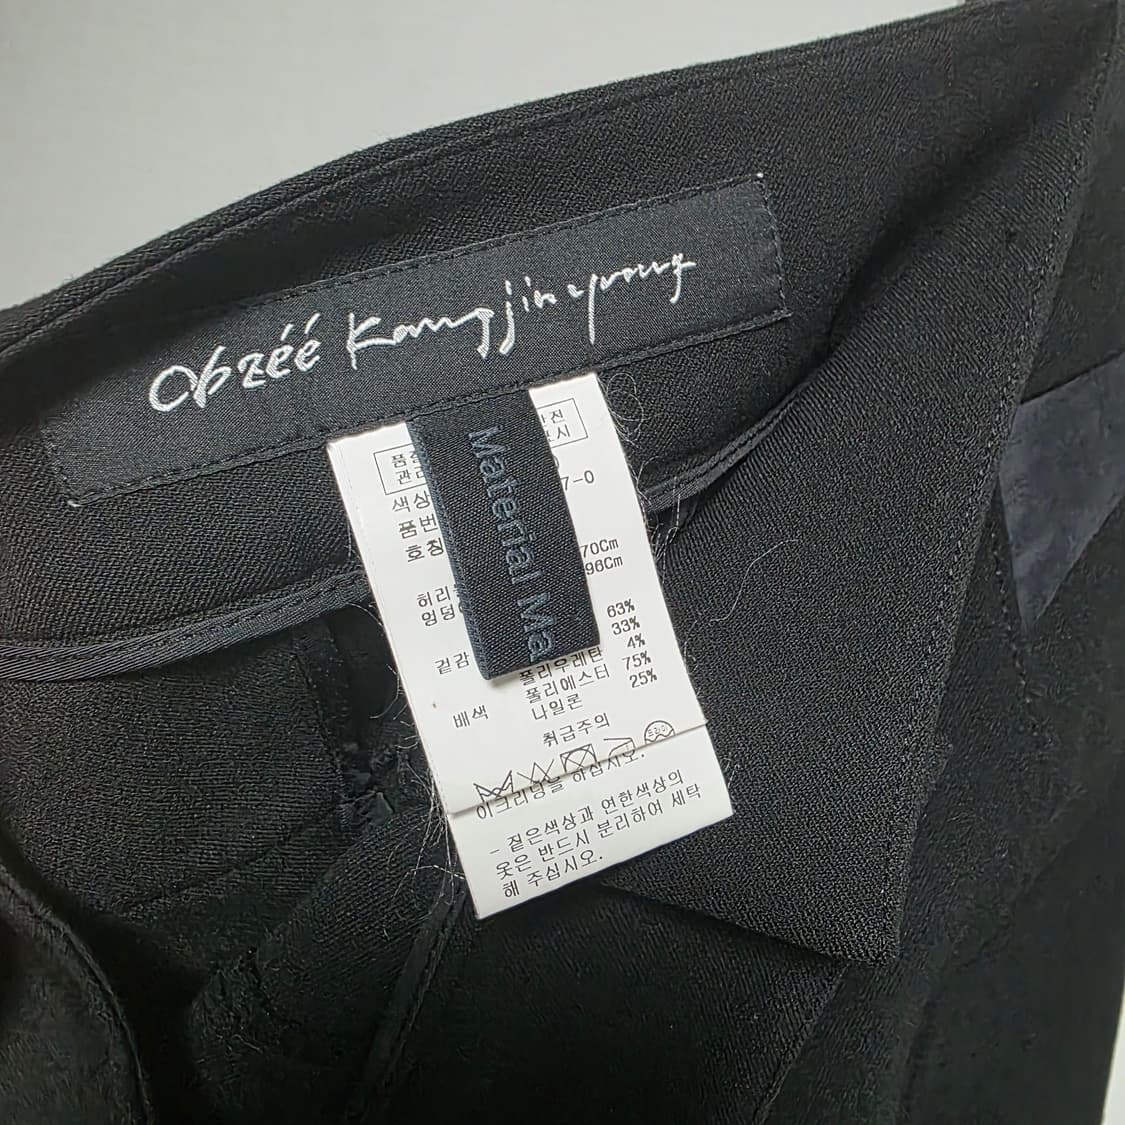 Obzéé Kangjinyoung
Material Ma
관
색상
7-0
품번
호칭
허리 70Cm
엉덩 96Cm
겉감 63%
33%
폴리우레탄 4%
배색 폴리에스터 75%
나일론 25%
취급주의
이크리닝을 하십시오.
- 짙은색상과 연한색상의
옷은 반드시 분리하여 세탁
해 주십시오.